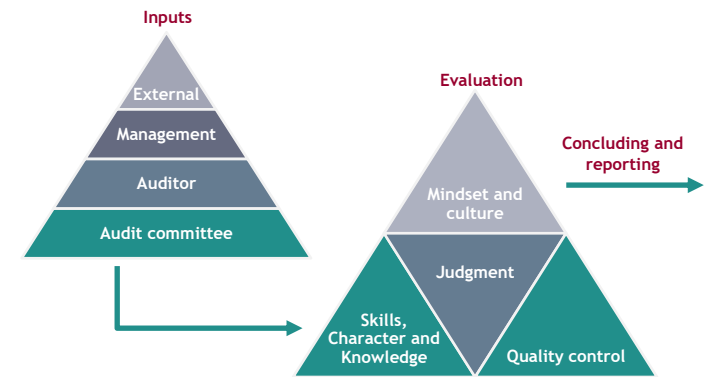 Inputs
External
Management
Auditor
Audit committee
Evaluation
Mindset and
culture
Judgment
Skills,
Character and
Knowledge
Quality control
Concluding and
reporting